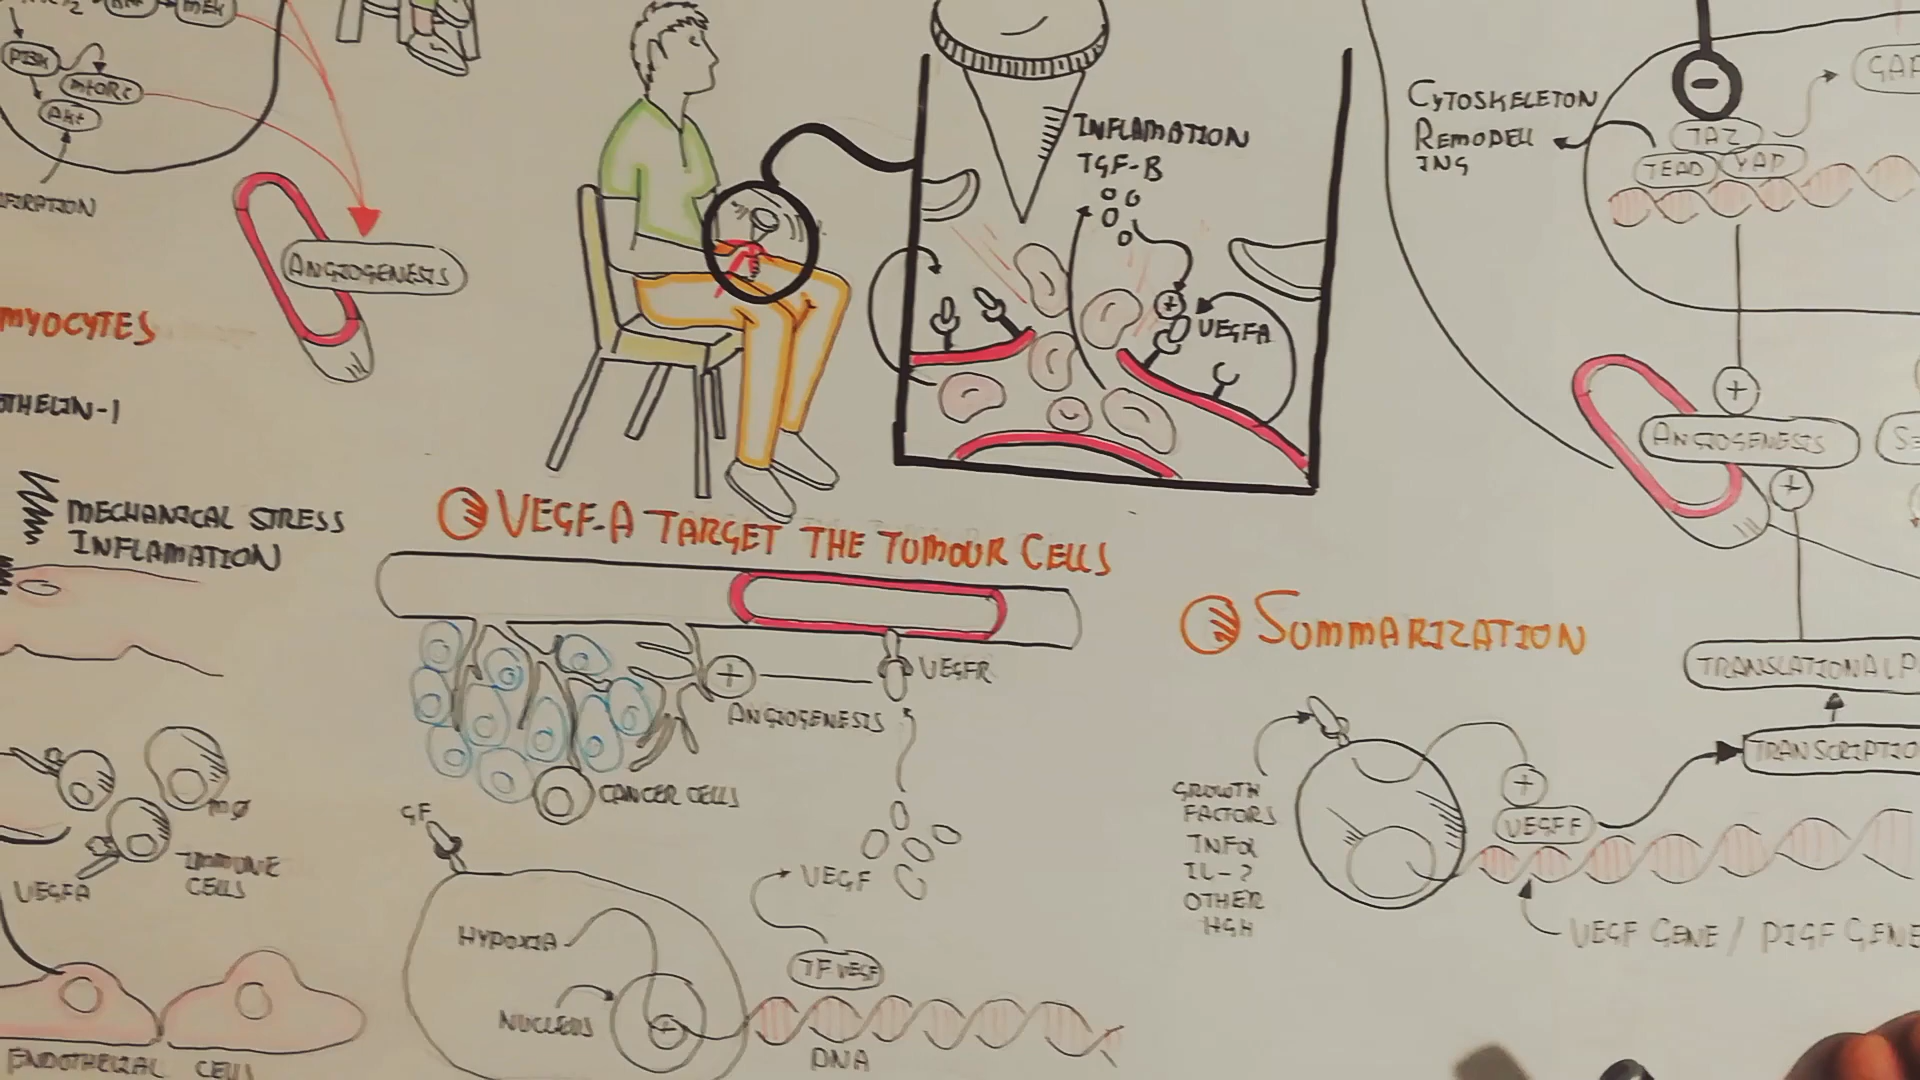 MEK
PI3K
mTORC
AKt
ANGIOGENESIS
MYOCYTES
MECHANICAL STRESS
INFLAMATION
VEGFA
MØ
IMMUNE
CELLS
ENDOTHELIAL CELL
INFLAMATION
TGF-B
+
VEGFA
VEGF-A TARGET THE TUMOUR CELLS
VEGFR
+
ANGIOGENESIS
CANCER CELLS
GF
VEGF
HYPOXIA
TF VEGF
NUCLEUS
+
DNA
CYTOSKELETON
REMODELL
ING
-
TAZ
TEAD
YAP
+
ANGIOGENESIS
+
SUMMARIZATION
GROWTH
FACTORS
TNFα
OTHER
+
VEGFF
VEGF GENE / PIGF GENE